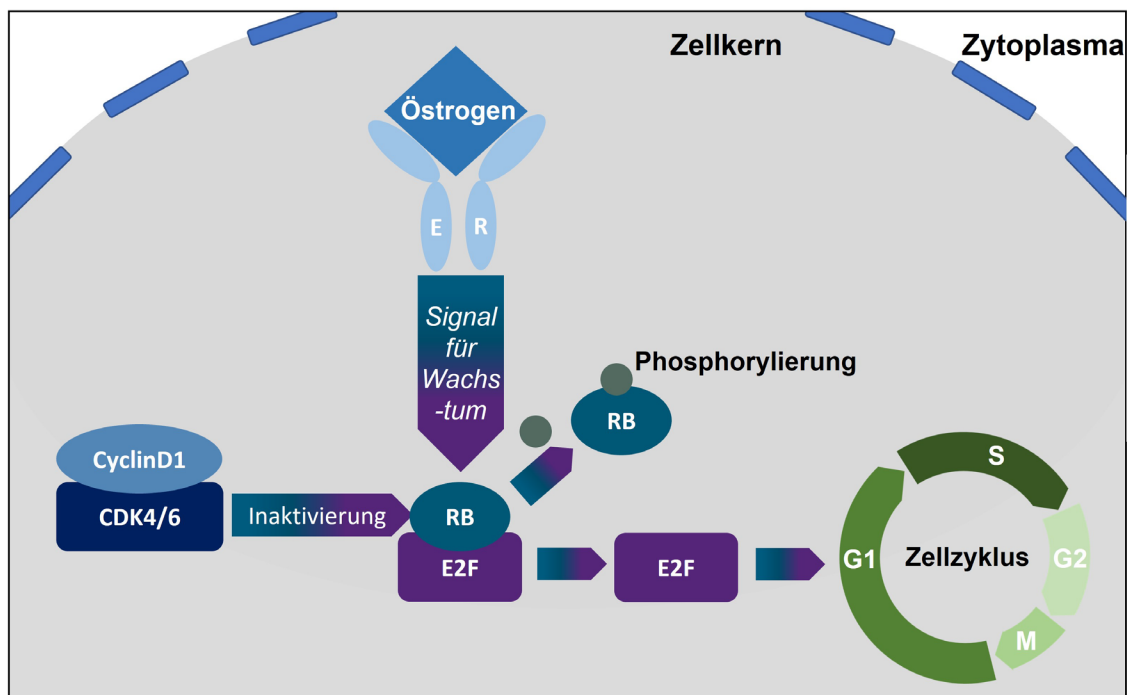 Zellkern
Zytoplasma
Östrogen
E
R
Signal
für
Wachs
-tum
Phosphorylierung
RB
CyclinD1
CDK4/6
Inaktivierung
RB
E2F
E2F
S
G1
Zellzyklus
G2
M